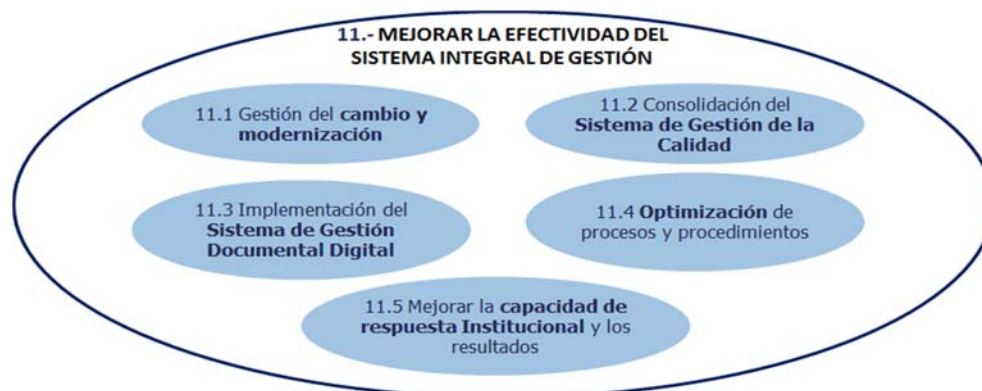 11.- MEJORAR LA EFECTIVIDAD DEL
SISTEMA INTEGRAL DE GESTIÓN
11.1 Gestión del cambio y
modernización
11.2 Consolidación del
Sistema de Gestión de la
Calidad
11.3 Implementación del
Sistema de Gestión
Documental Digital
11.4 Optimización de
procesos y procedimientos
11.5 Mejorar la capacidad de
respuesta Institucional y los
resultados